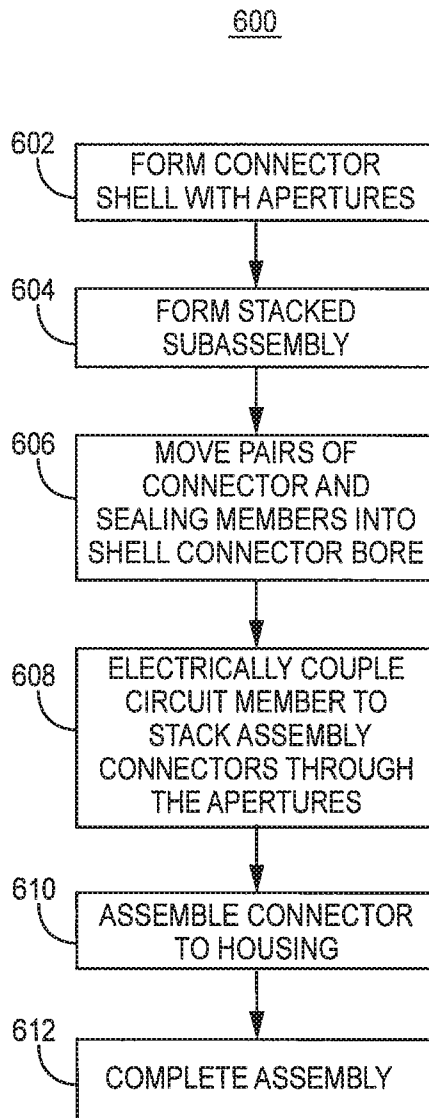 600
602
FORM CONNECTOR
SHELL WITH APERTURES
604
FORM STACKED
SUBASSEMBLY
606
MOVE PAIRS OF
CONNECTOR AND
SEALING MEMBERS INTO
SHELL CONNECTOR BORE
608
ELECTRICALLY COUPLE
CIRCUIT MEMBER TO
STACK ASSEMBLY
CONNECTORS THROUGH
THE APERTURES
610
ASSEMBLE CONNECTOR
TO HOUSING
612
COMPLETE ASSEMBLY